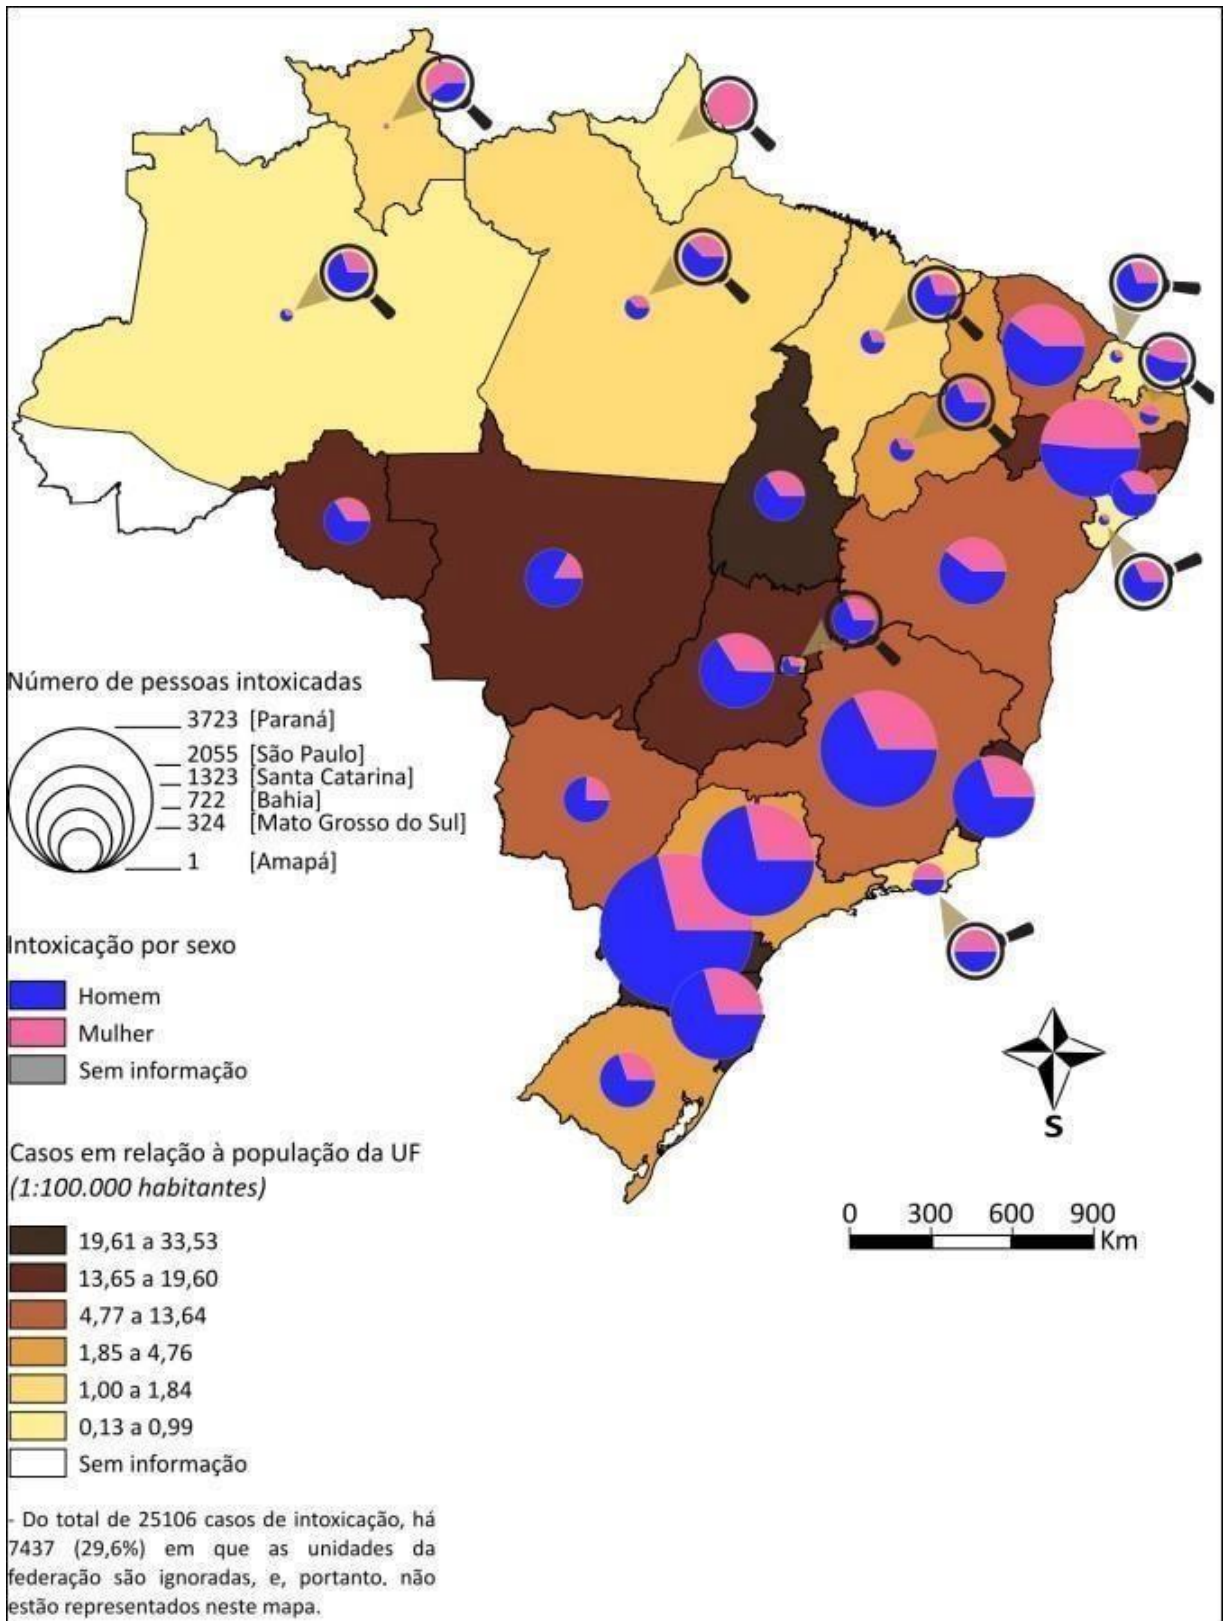 Número de pessoas intoxicadas
3723 [Paraná]
2055 [São Paulo]
1323 [Santa Catarina]
722 [Bahia]
324 [Mato Grosso do Sul]
1 [Amapá]
Intoxicação por sexo
Homem
Mulher
Sem informação
S
Casos em relação à população da UF
(1:100.000 habitantes)
0 300 600 900
Km
19,61 a 33,53
13,65 a 19,60
4,77 a 13,64
1,85 a 4,76
1,00 a 1,84
0,13 a 0,99
Sem informação
- Do total de 25106 casos de intoxicação, há
7437 (29,6%) em que as unidades da
federação são ignoradas, e, portanto. não
estão representados neste mapa.